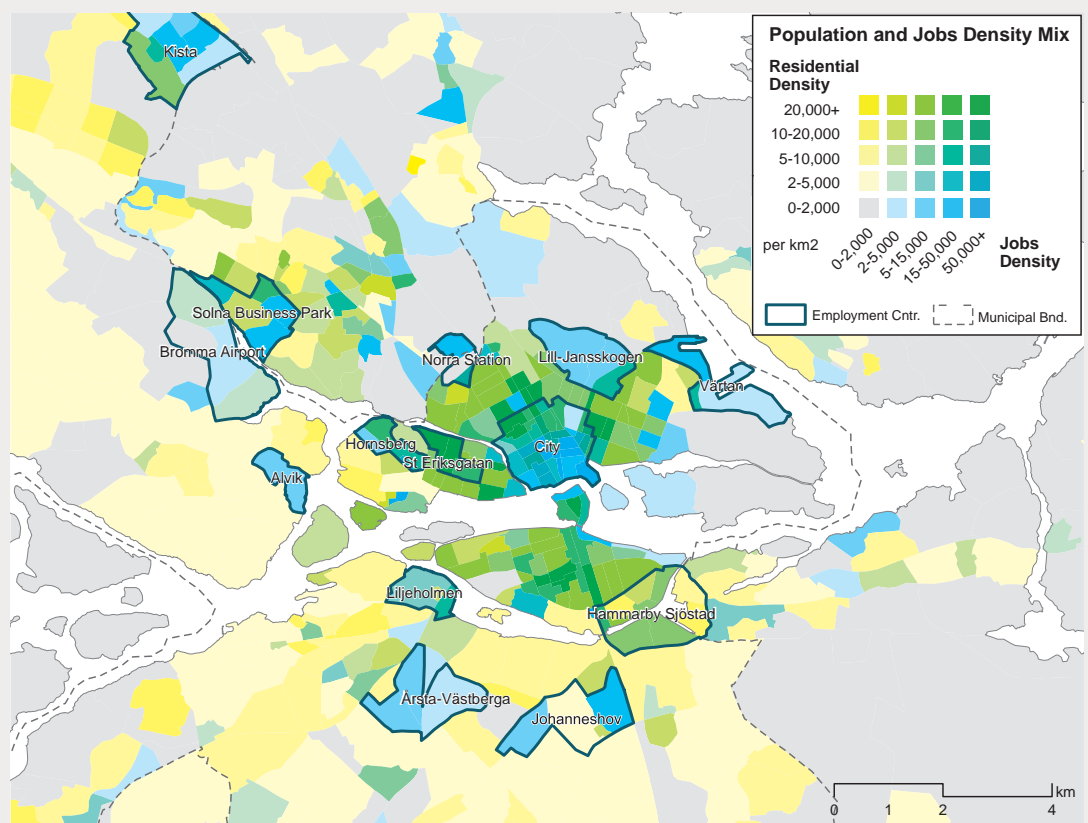 Population and Jobs Density Mix
Residential
Density
20,000+
10-20,000
5-10,000
2-5,000
0-2,000
per km2
0-2,000
2-5,000
5-15,000
15-50,000
50,000+
Jobs
Density
Employment Cntr.
Municipal Bnd.
Kista
Solna Business Park
Bromma Airport
Norra Station
Lill-Jansskogen
Värtan
Hornsberg
St Eriksgatan
City
Alvik
Liljeholmen
Hammarby Sjöstad
Årsta-Västberga
Johanneshov
km
0 1 2 4